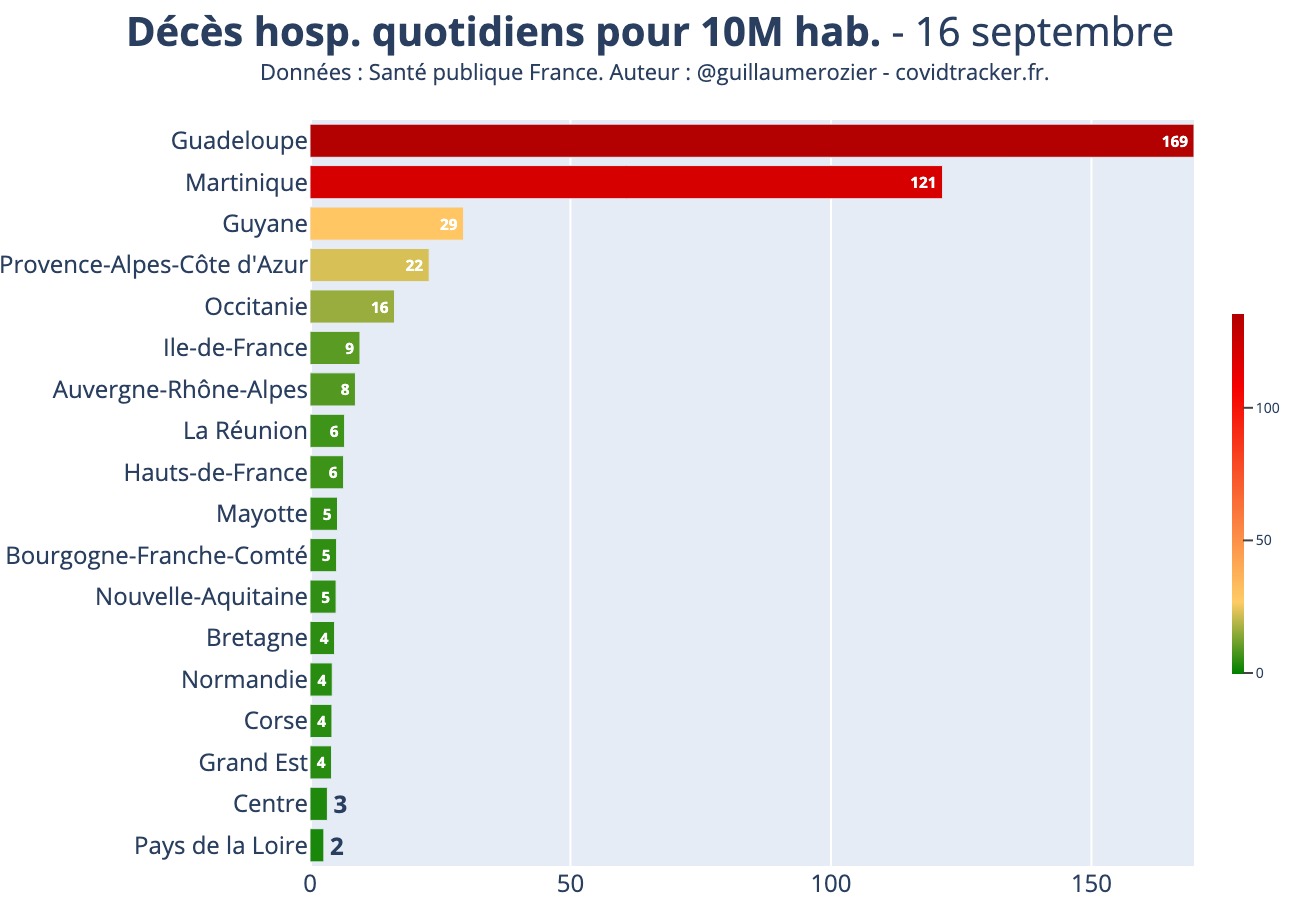 Décès hosp. quotidiens pour 10M hab. - 16 septembre
Données : Santé publique France. Auteur : @guillaumerozier - covidtracker.fr.
Guadeloupe 169
Martinique 121
Guyane 29
Provence-Alpes-Côte d'Azur 22
Occitanie 16
Ile-de-France 9
Auvergne-Rhône-Alpes 8
La Réunion 6
Hauts-de-France 6
Mayotte 5
Bourgogne-Franche-Comté 5
Nouvelle-Aquitaine 5
Bretagne 4
Normandie 4
Corse 4
Grand Est 4
Centre 3
Pays de la Loire 2
0 50 100 150
100
50
0